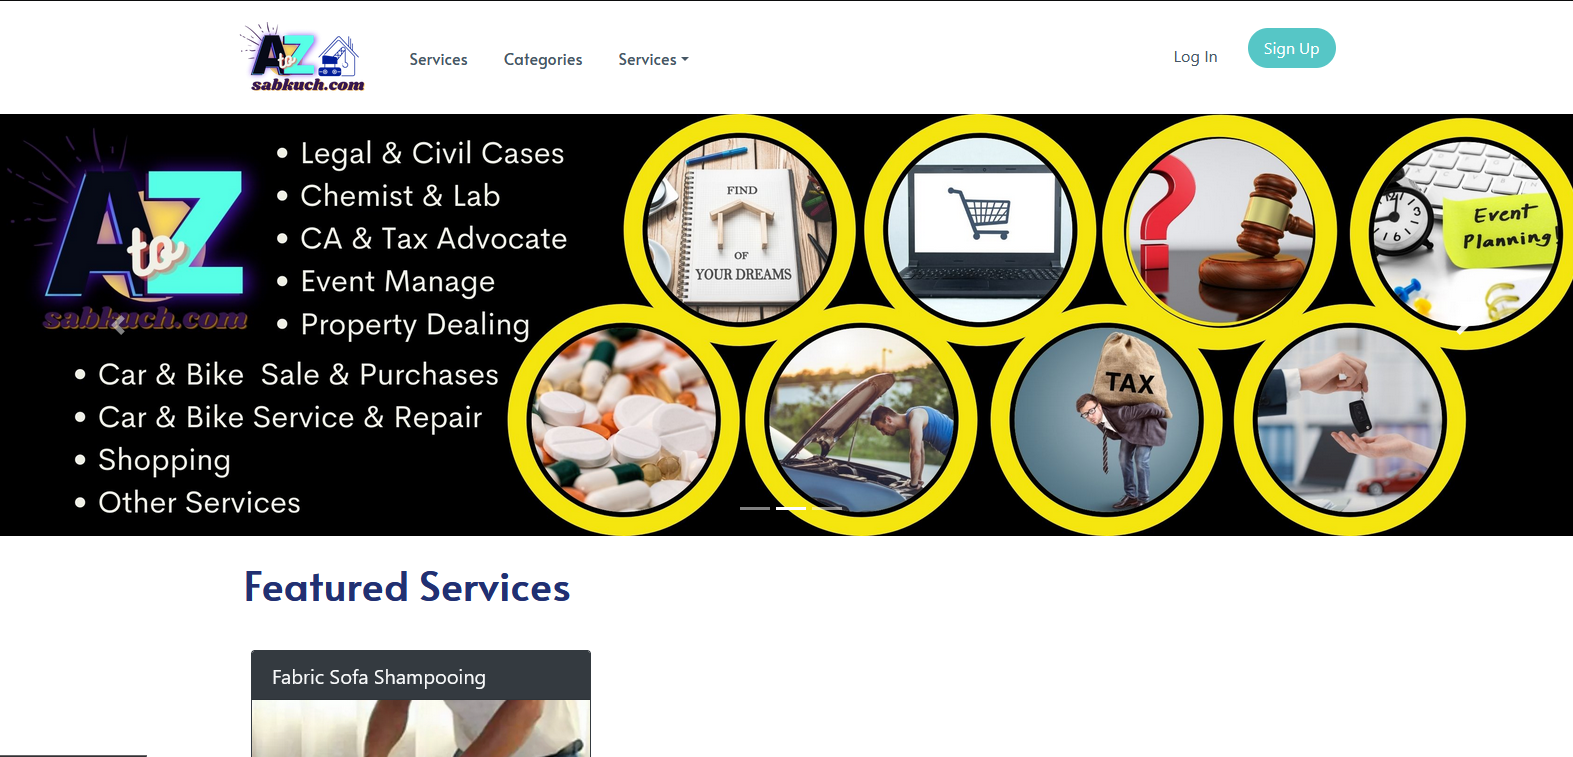 A to Z
sabkuch.com
Services
Categories
Services
Log In
Sign Up
A to Z
sabkuch.com
• Legal & Civil Cases
• Chemist & Lab
• CA & Tax Advocate
• Event Manage
• Property Dealing
• Car & Bike Sale & Purchases
• Car & Bike Service & Repair
• Shopping
• Other Services
FIND
OF
YOUR DREAMS
?
Event
Planning!
TAX
Featured Services
Fabric Sofa Shampooing